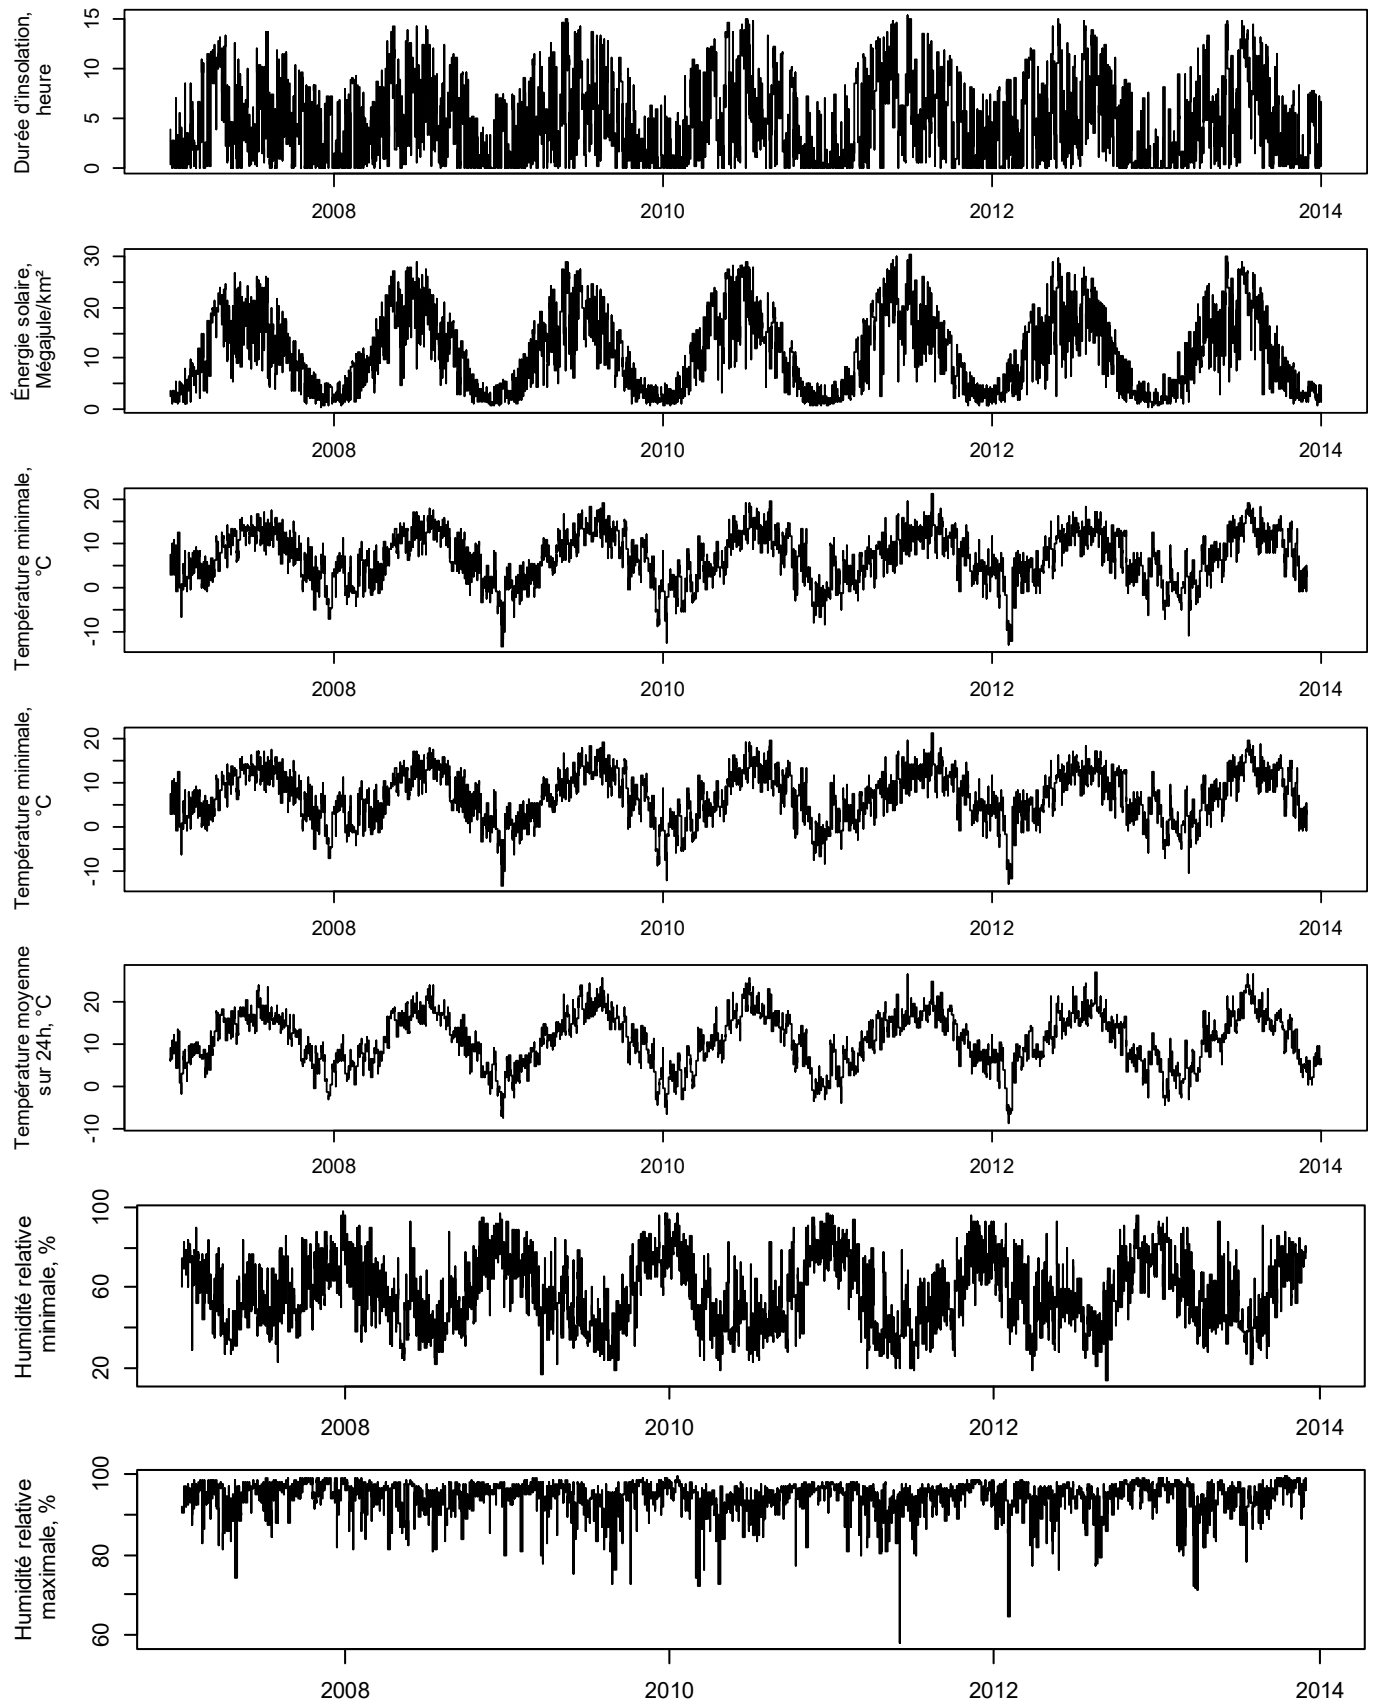 Durée d'insolation,
heure
15
10
5
0
2008 2010 2012 2014
Énergie solaire,
Mégajule/km²
30
20
10
0
2008 2010 2012 2014
Température minimale,
°C
20
10
0
-10
2008 2010 2012 2014
Température minimale,
°C
20
10
0
-10
2008 2010 2012 2014
Température moyenne
sur 24h, °C
20
10
0
-10
2008 2010 2012 2014
Humidité relative
minimale, %
100
60
20
2008 2010 2012 2014
Humidité relative
maximale, %
100
80
60
2008 2010 2012 2014